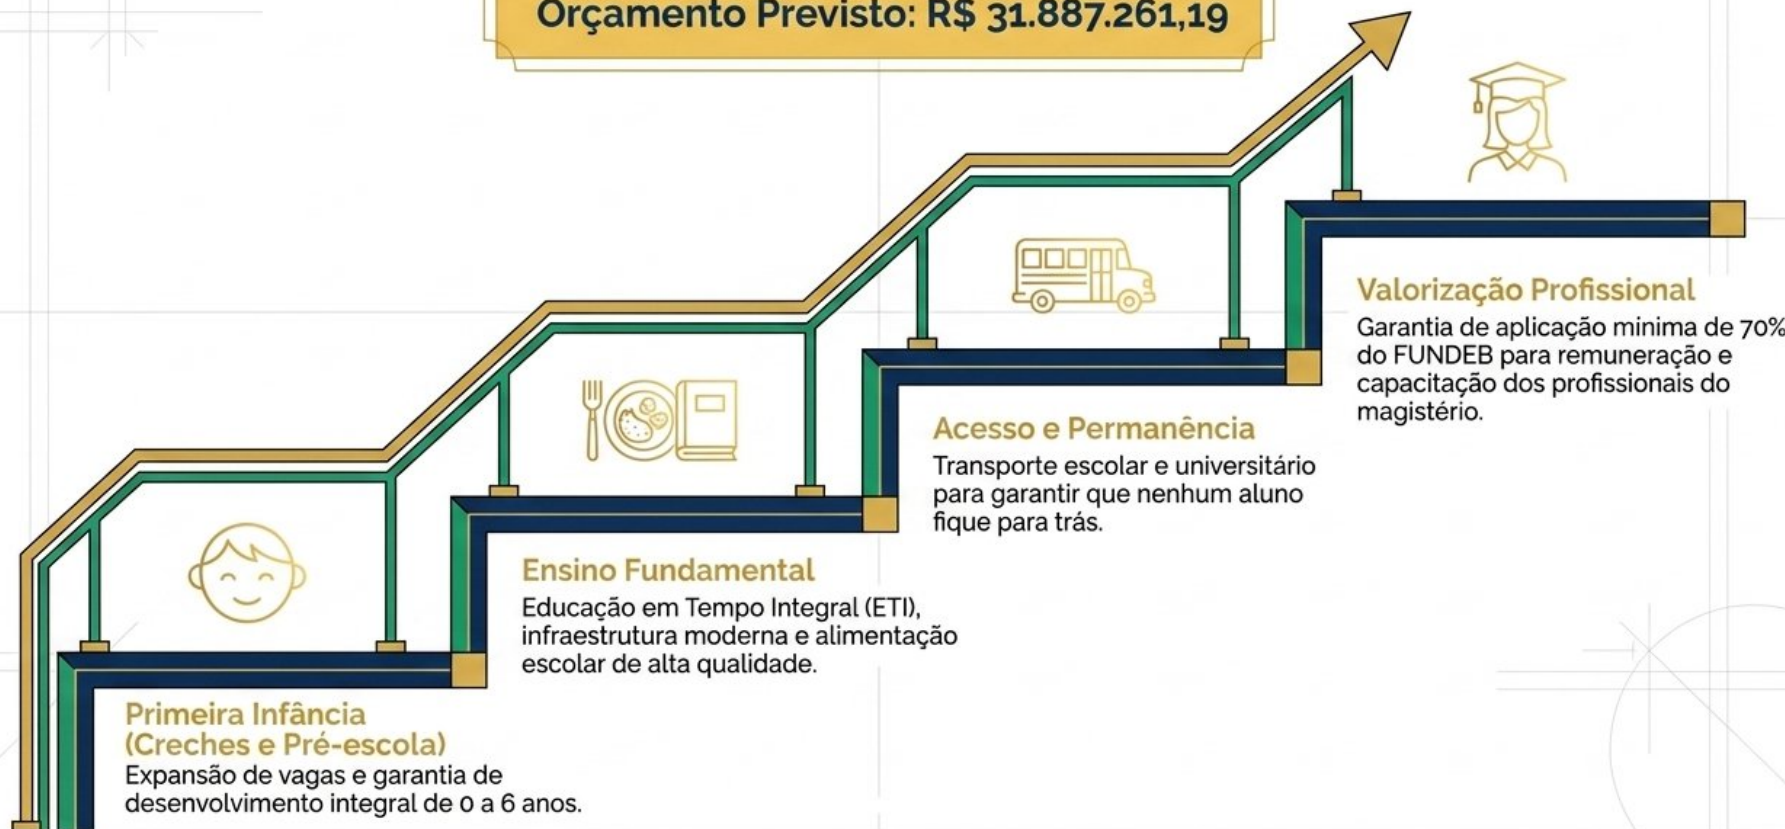 Orçamento Previsto: R$ 31.887.261,19
Valorização Profissional
Garantia de aplicação mínima de 70%
do FUNDEB para remuneração e
capacitação dos profissionais do
magistério.
Acesso e Permanência
Transporte escolar e universitário
para garantir que nenhum aluno
fique para trás.
Ensino Fundamental
Educação em Tempo Integral (ETI),
infraestrutura moderna e alimentação
escolar de alta qualidade.
Primeira Infância
(Creches e Pré-escola)
Expansão de vagas e garantia de
desenvolvimento integral de 0 a 6 anos.